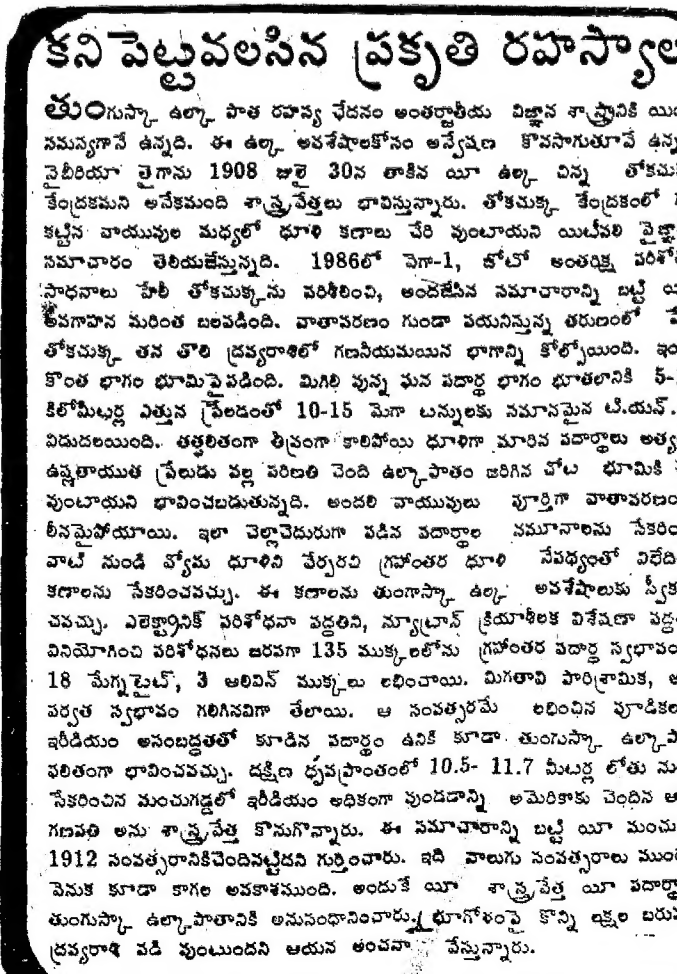 కని పెట్టవలసిన ప్రకృతి రహస్యాల
తుంగుస్కా ఉల్కా పాత రహస్య ఛేదనం అంతర్జాతీయ విజ్ఞాన శాస్త్రానికి యిం
సమస్యగానే ఉన్నది. ఈ ఉల్క అవశేషాలకోసం అన్వేషణ కొనసాగుతూనే ఉన్న
సైబీరియా తైగాను 1908 జులై 30న తాకిన యీ ఉల్క చిన్న తోకచు
కేంద్రకమని అనేకమంది శాస్త్రవేత్తలు భావిస్తున్నారు. తోకచుక్క కేంద్రకంలో
కట్టిన వాయువుల మధ్యలో ధూళి కణాలు చేరి వుంటాయని యిటీవలి వైజ్ఞా
సమాచారం తెలియజేస్తున్నది. 1986లో వెగా-1, జోటో అంతరిక్ష పరిశో
సాధనాలు హేలీ తోకచుక్కను పరిశీలించి, అందజేసిన సమాచారాన్ని బట్టి యీ
అవగాహన మరింత బలపడింది. వాతావరణం గుండా పయనిస్తున్న తరుణంలో
తోకచుక్క తన తొలి ద్రవ్యరాశిలో గణనీయమయిన భాగాన్ని కోల్పోయింది. ఇం
కొంత భాగం భూమిపై పడింది. మిగిలి వున్న ఘన పదార్థ భాగం భూతలానికి 5-
కిలోమీటర్ల ఎత్తున ప్రేలడంతో 10-15 మెగా టన్నులకు సమానమైన టి.యన్.
విడుదలయింది. తత్ఫలితంగా తీవ్రంగా కాలిపోయి ధూళిగా మారిన పదార్థాలు అత్య
ఉష్ణతాయుత ప్రేలుడు వల్ల పరిణతి చెంది ఉల్కాపాతం జరిగిన చోట భూమికి
వుంటాయని భావించబడుతున్నది. అందలి వాయువులు పూర్తిగా వాతావరణం
లీనమైపోయాయి. ఇలా చెల్లాచెదురుగా పడిన పదార్థాల నమూనాలను సేకరిం
వాటి నుండి వ్యోమ ధూళిని వేర్పరచి గ్రహాంతర ధూళి నేపథ్యంతో విభేది
కణాలను సేకరించవచ్చు. ఈ కణాలను తుంగాస్కా ఉల్క అవశేషాలుకు స్వీక
చవచ్చు. ఎలెక్ట్రానిక్ పరిశోధనా పద్ధతిని, న్యూట్రాన్ క్రియాశీలక విశేషణా పద్ధ
వినియోగించి పరిశోధనలు జరపగా 135 ముక్కలలోను గ్రహాంతర పదార్థ స్వభావం
18 మేగ్నటైట్, 3 ఆలివిన్ ముక్కలు లభించాయి. మిగతావి పారిశ్రామిక, అ
పర్వత స్వభావం గలిగినవిగా తేలాయి. ఆ సంవత్సరమే లభించిన వూడికల
ఇరీడియం అసంబద్ధతతో కూడిన పదార్థం ఉనికి కూడా తుంగుస్కా ఉల్కాపా
ఫలితంగా భావించవచ్చు. దక్షిణ ధృవప్రాంతంలో 10.5- 11.7 మీటర్ల లోతు ను
సేకరించిన మంచుగడ్డలో ఇరీడియం అధికంగా వుండడాన్ని అమెరికాకు చెందిన ఆ
గణపతి అను శాస్త్రవేత్త కొనుగొన్నారు. ఈ సమాచారాన్ని బట్టి యీ మంచు
1912 సంవత్సరానికిచెందినట్టిదని గుర్తించారు. ఇది నాలుగు సంవత్సరాలు ముం
వెనుక కూడా కాగల అవకాశముంది. అందుకే యీ శాస్త్రవేత్త యీ పదార్థా
తుంగుస్కా ఉల్కాపాతానికి అనుసంధానించారు. భూగోళంపై కొన్ని లక్షల బరువ
ద్రవ్యరాశి పడి వుంటుందని ఆయన అంచనా వేస్తున్నారు.